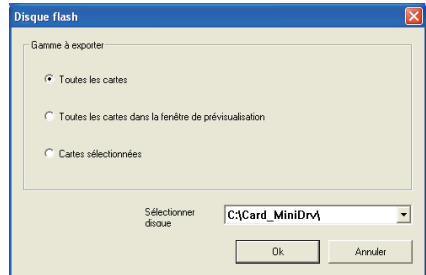 Disque flash
Gamme à exporter
Toutes les cartes
Toutes les cartes dans la fenêtre de prévisualisation
Cartes sélectionnées
Sélectionner
disque
C:\Card_MiniDrv\
Ok
Annuler